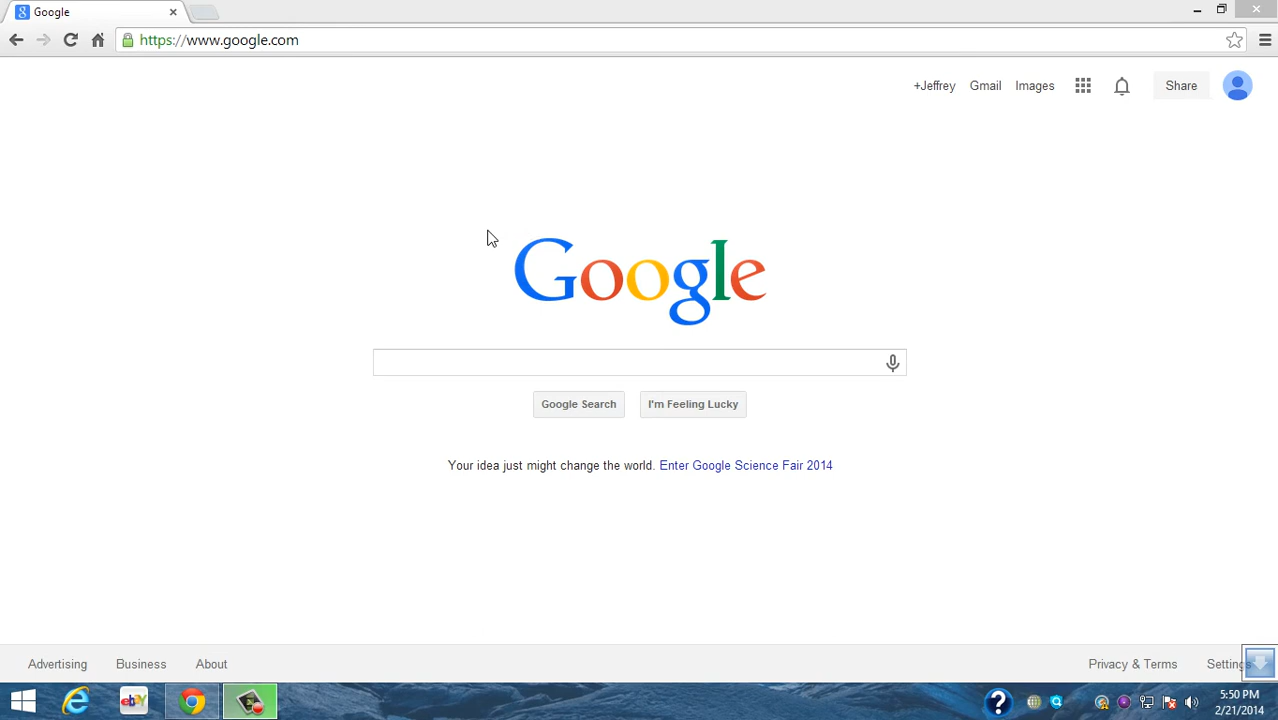 Google
https://www.google.com
+Jeffrey Gmail Images Share
Google
Google Search I'm Feeling Lucky
Your idea just might change the world. Enter Google Science Fair 2014
Advertising Business About Privacy & Terms
ebY
5:50 PM
2/21/2014